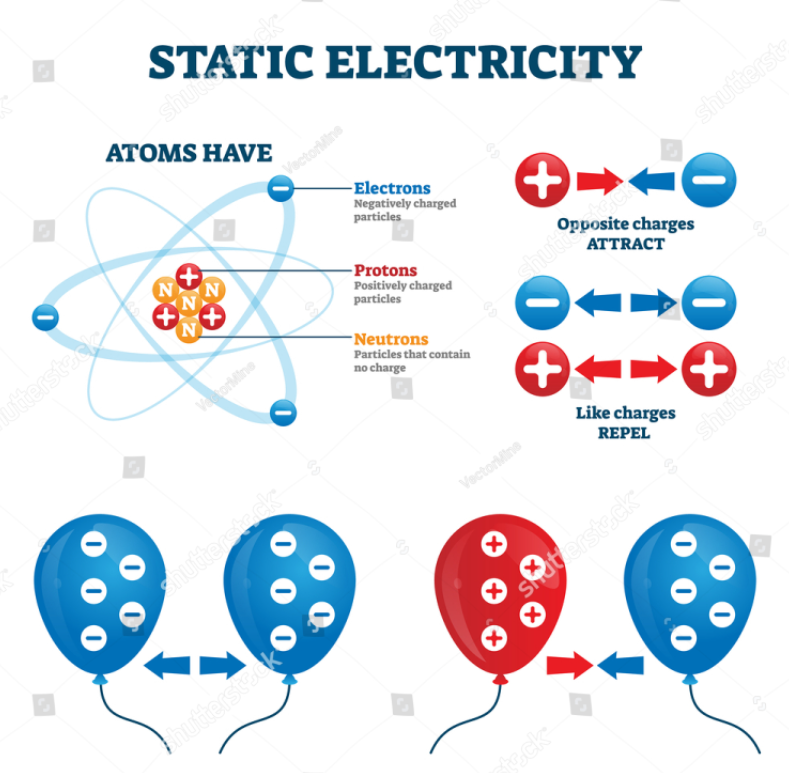 STATIC ELECTRICITY
ATOMS HAVE
Electrons
Negatively charged
particles
Protons
Positively charged
particles
Neutrons
Particles that contain
no charge
+
N N
N
+ +
N
−
−
−
+ −
Opposite charges
ATTRACT
− −
+ +
Like charges
REPEL
− − − − −
− − − − −
+ + + + +
− − − − −
shutterstock
VectorMine